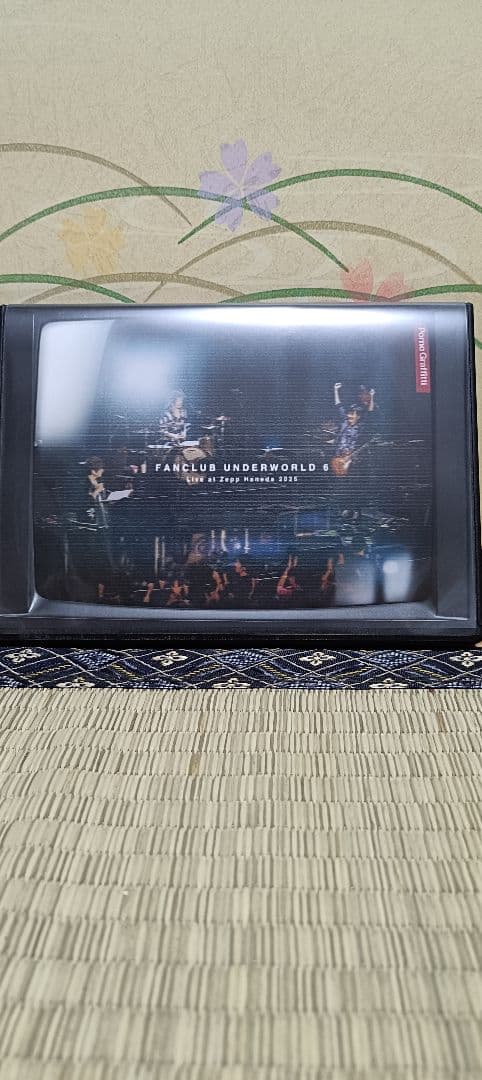 Porno Graffitti
FANCLUB UNDERWORLD 6
Live at Zepp Haneda 2025